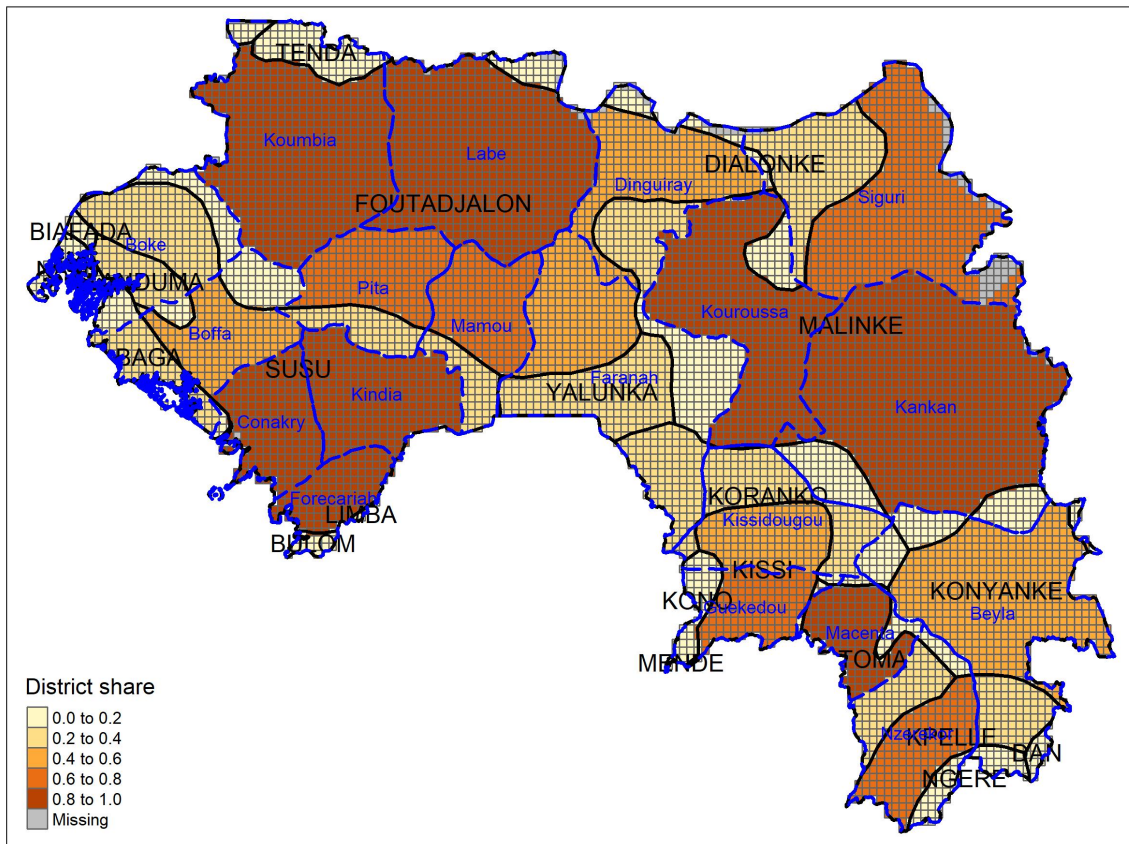 TENDA
Koumbia
Labe
DIALONKE
Dinguiray
Siguri
FOUTADJALON
BIAFADA
Boke
Pita
Boffa
Mamou
Kouroussa
MALINKE
BAGA
SUSU
Kindia
Faranah
YALUNKA
Kankan
Conakry
Forecariah
LIMBA
KORANKO
Kissidougou
BULOM
KISSI
KONYANKE
KONO
Guekedou
Beyla
Macenta
MENDE
TOMA
KPELLE
DAN
NGERE
District share
0.0 to 0.2
0.2 to 0.4
0.4 to 0.6
0.6 to 0.8
0.8 to 1.0
Missing